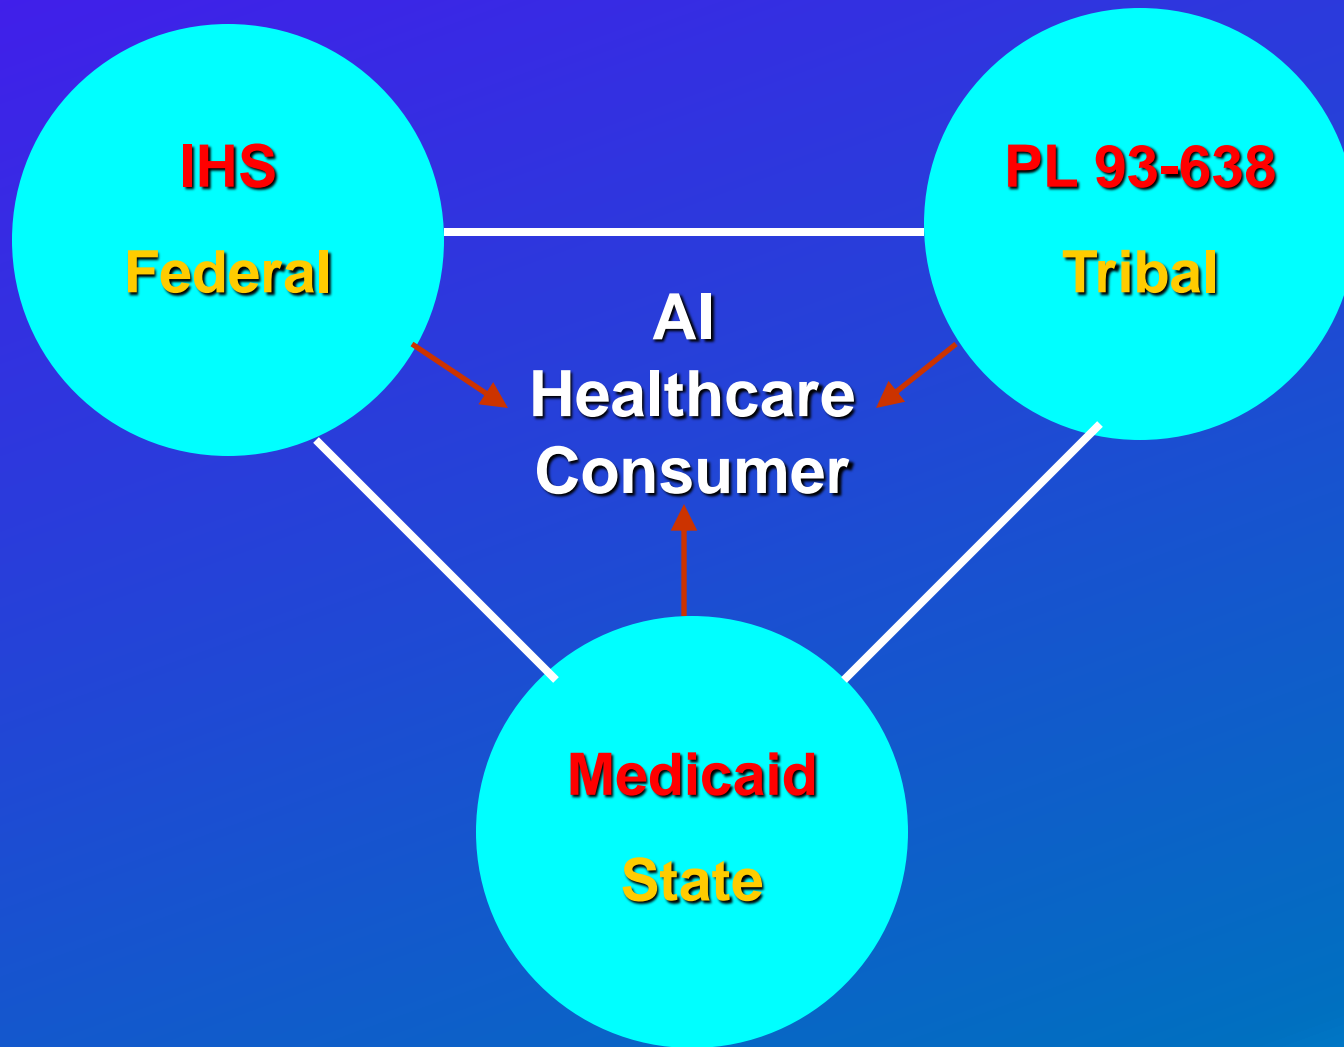 IHS
Federal
PL 93-638
Tribal
AI
Healthcare
Consumer
Medicaid
State